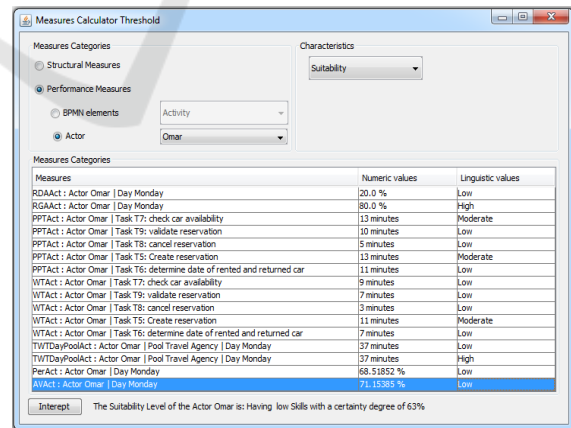 Measures Calculator Threshold
Measures Categories
Characteristics
Structural Measures
Suitability
Performance Measures
BPMN elements Activity
Actor Omar
Measures Categories
Measures Numeric values Linguistic values
RDAAct : Actor Omar | Day Monday 20.0 % Low
RGAAct : Actor Omar | Day Monday 80.0 % High
PPTAct : Actor Omar | Task T7: check car availability 13 minutes Moderate
PPTAct : Actor Omar | Task T9: validate reservation 10 minutes Low
PPTAct : Actor Omar | Task T8: cancel reservation 5 minutes Low
PPTAct : Actor Omar | Task T5: Create reservation 13 minutes Moderate
PPTAct : Actor Omar | Task T6: determine date of rented and returned car 11 minutes Low
WTAct : Actor Omar | Task T7: check car availability 9 minutes Low
WTAct : Actor Omar | Task T9: validate reservation 7 minutes Low
WTAct : Actor Omar | Task T8: cancel reservation 3 minutes Low
WTAct : Actor Omar | Task T5: Create reservation 11 minutes Moderate
WTAct : Actor Omar | Task T6: determine date of rented and returned car 7 minutes Low
TWTDayPoolAct : Actor Omar | Pool Travel Agency | Day Monday 37 minutes Low
TWTDayPoolAct : Actor Omar | Pool Travel Agency | Day Monday 37 minutes High
PerAct : Actor Omar | Day Monday 68.51852 % Low
AVAct : Actor Omar | Day Monday 71.15385 % Low
Interept The Suitability Level of the Actor Omar is: Having low Skills with a certainty degree of 63%